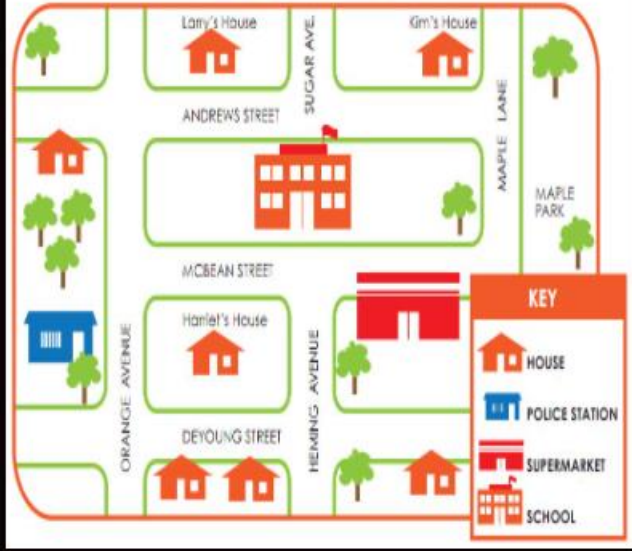 Larry's House
SUGAR AVE.
Kim's House
ANDREWS STREET
MAPLE LANE
MAPLE
PARK
MCBEAN STREET
Harriet's House
ORANGE AVENUE
HEMING AVENUE
DEYOUNG STREET
KEY
HOUSE
POLICE STATION
SUPERMARKET
SCHOOL